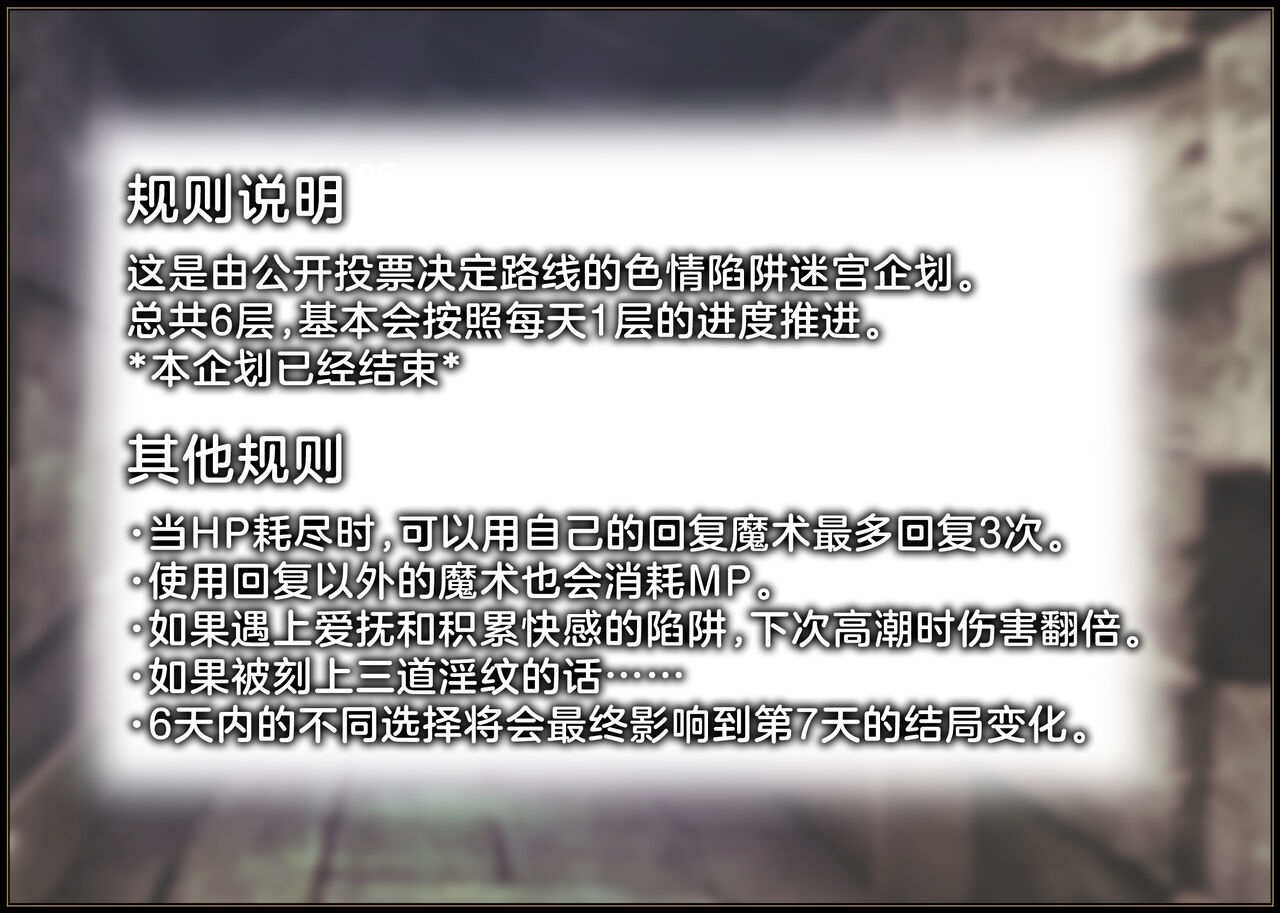 规则说明
这是由公开投票决定路线的色情陷阱迷宫企划。
总共6层,基本会按照每天1层的进度推进。
*本企划已经结束*
其他规则
·当HP耗尽时,可以用自己的回复魔术最多回复3次。
·使用回复以外的魔术也会消耗MP。
·如果遇上爱抚和积累快感的陷阱,下次高潮时伤害翻倍。
·如果被刻上三道淫纹的话……
·6天内的不同选择将会最终影响到第7天的结局变化。